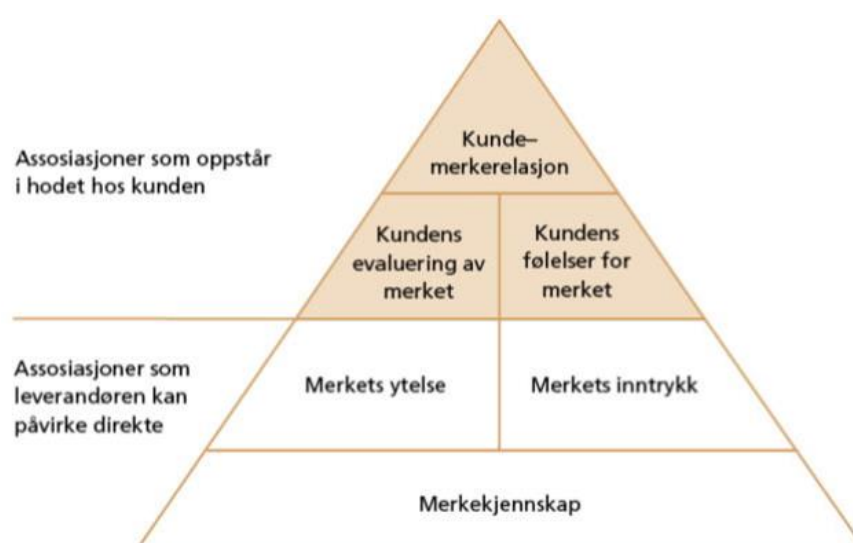 Kunde–
merkerelasjon
Assosiasjoner som oppstår
i hodet hos kunden
Kundens
evaluering av
merket
Kundens
følelser for
merket
Assosiasjoner som
leverandøren kan
påvirke direkte
Merkets ytelse
Merkets inntrykk
Merkekjennskap